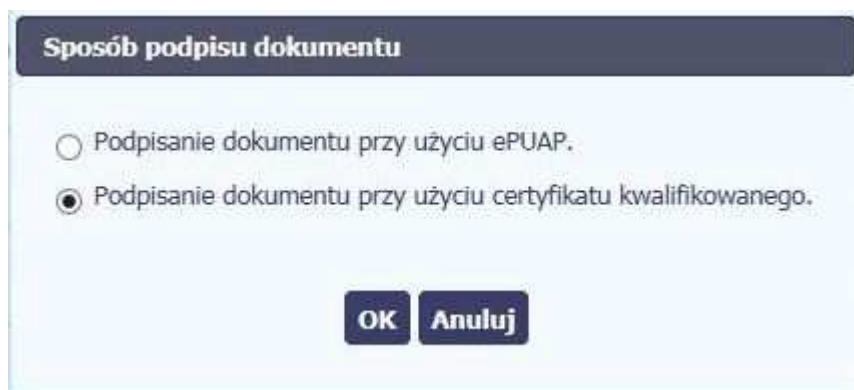 Sposób podpisu dokumentu
Podpisanie dokumentu przy użyciu ePUAP.
Podpisanie dokumentu przy użyciu certyfikatu kwalifikowanego.
OK Anuluj